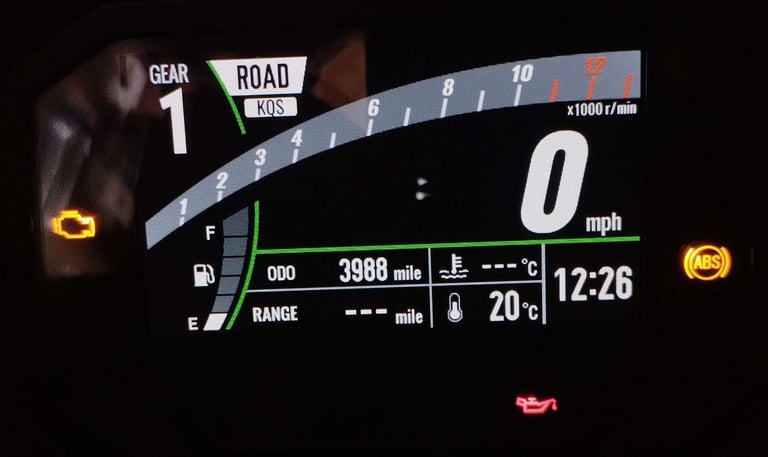 GEAR
1
ROAD
KQS
1 2 3 4 6 8 10 12
x1000 r/min
0
mph
F
E
ODO 3988 mile
--- °C
RANGE --- mile
20 °C
12:26
ABS